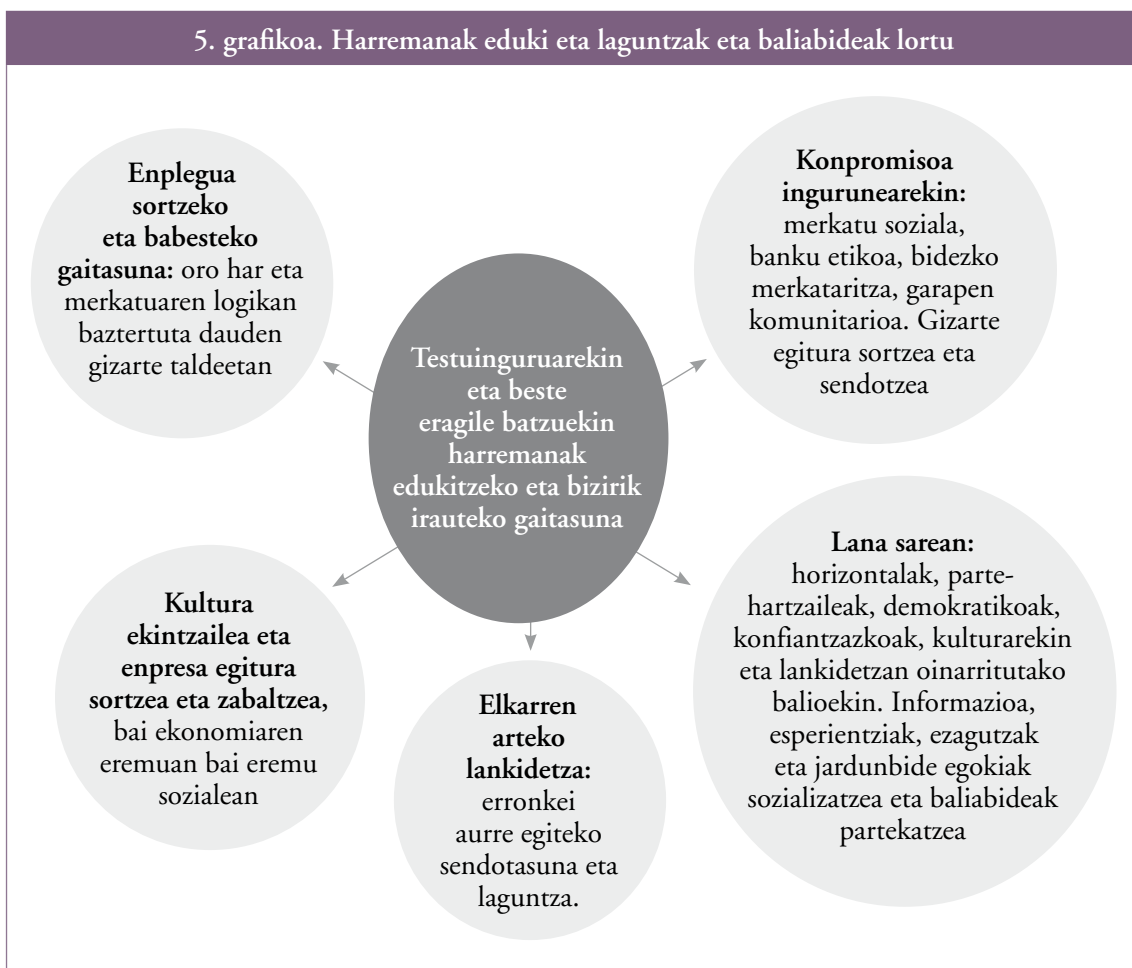 5. grafikoa. Harremanak eduki eta laguntzak eta baliabideak lortu
Enplegua
sortzeko
eta babesteko
gaitasuna: oro har eta
merkatuaren logikan
baztertuta dauden
gizarte taldeetan
Konpromisoa
ingurunearekin:
merkatu soziala,
banku etikoa, bidezko
merkataritza, garapen
komunitarioa. Gizarte
egitura sortzea eta
sendotzea
Testuinguruarekin
eta beste
eragile batzuekin
harremanak
edukitzeko eta bizirik
irauteko gaitasuna
Kultura
ekintzailea eta
enpresa egitura
sortzea eta zabaltzea,
bai ekonomiaren
eremuan bai eremu
sozialean
Elkarren
arteko
lankidetza:
erronkei
aurre egiteko
sendotasuna eta
laguntza.
Lana sarean:
horizontalak, parte-
hartzaileak, demokratikoak,
konfiantzazkoak, kulturarekin
eta lankidetzan oinarritutako
balioekin. Informazioa,
esperientziak, ezagutzak
eta jardunbide egokiak
sozializatzea eta baliabideak
partekatzea